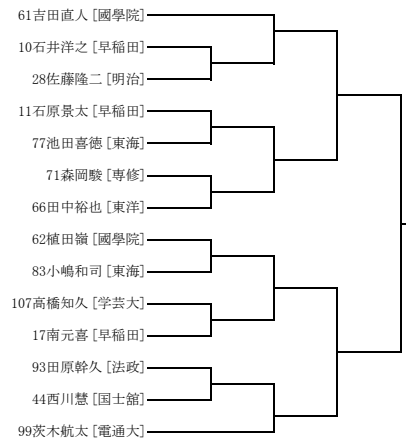 61吉田直人[國學院]
10石井洋之[早稲田]
28佐藤隆二[明治]
11石原景太[早稲田]
77池田喜徳[東海]
71森岡駿[専修]
66田中裕也[東洋]
62植田嶺[國學院]
83小嶋和司[東海]
107高橋知久[学芸大]
17南元喜[早稲田]
93田原幹久[法政]
44西川慧[国士舘]
99茨木航太[電通大]